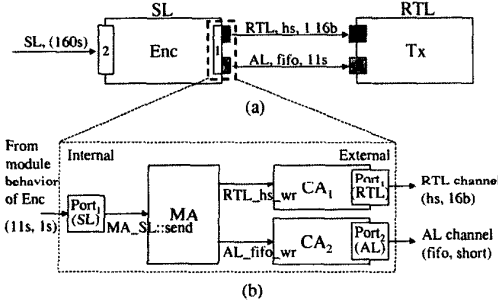 SL
RTL
SL, (160s)
2
Enc
1
RTL, hs, 1 16b
AL, fifo, 11s
Tx
(a)
From
module
behavior
of Enc
(11s, 1s)
Internal
External
Port1
(SL)
MA_SL::send
MA
RTL_hs_wr
AL_fifo_wr
CA1
Port1
(RTL)
CA2
Port2
(AL)
RTL channel
(hs, 16b)
AL channel
(fifo, short)
(b)